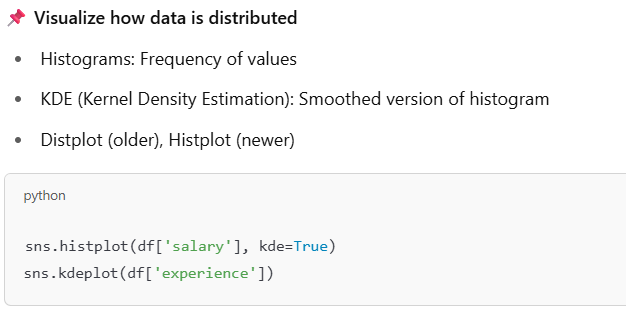 📌 Visualize how data is distributed
• Histograms: Frequency of values
• KDE (Kernel Density Estimation): Smoothed version of histogram
• Distplot (older), Histplot (newer)
python
sns.histplot(df['salary'], kde=True)
sns.kdeplot(df['experience'])